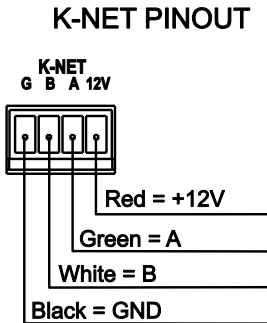 K-NET PINOUT
K-NET
G B A 12V
Red = +12V
Green = A
White = B
Black = GND